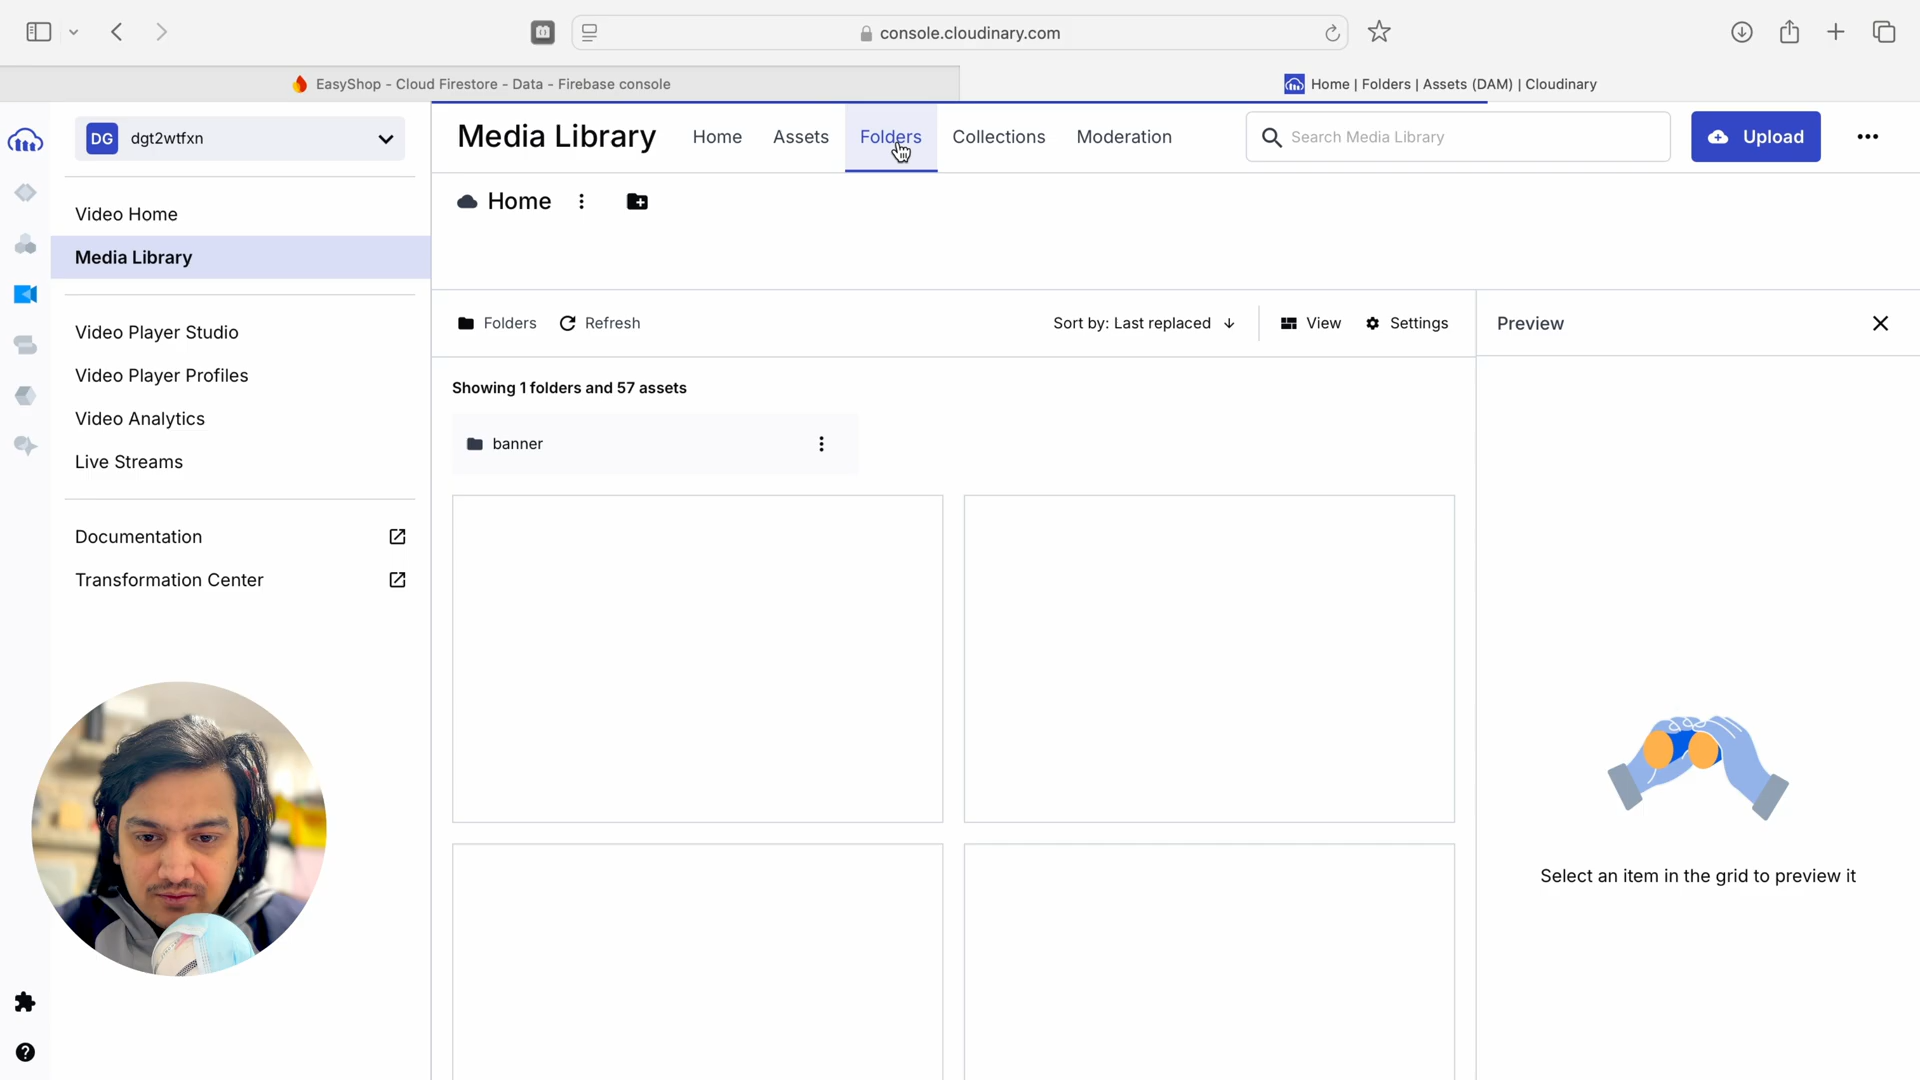 console.cloudinary.com
EasyShop - Cloud Firestore - Data - Firebase console
Home | Folders | Assets (DAM) | Cloudinary
DG dgt2wtfxn
Media Library
Home
Assets
Folders
Collections
Moderation
Search Media Library
Upload
Video Home
Media Library
Video Player Studio
Video Player Profiles
Video Analytics
Live Streams
Documentation
Transformation Center
Home
Folders
Refresh
Sort by: Last replaced
View
Settings
Preview
Showing 1 folders and 57 assets
banner
Select an item in the grid to preview it